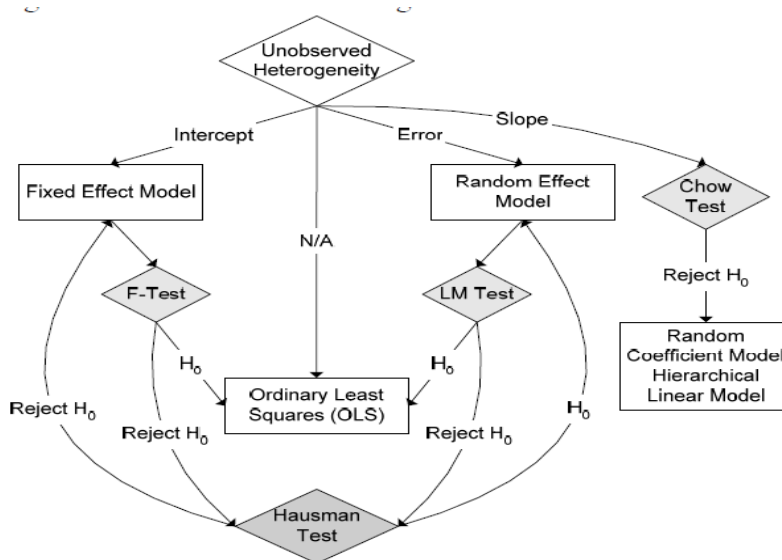 Unobserved
Heterogeneity
Slope
Intercept
Error
Fixed Effect Model
Random Effect
Model
Chow
Test
N/A
F-Test
LM Test
Reject H₀
H₀
H₀
Random
Coefficient Model
Hierarchical
Linear Model
Ordinary Least
Squares (OLS)
Reject H₀
Reject H₀
Reject H₀
H₀
Hausman
Test